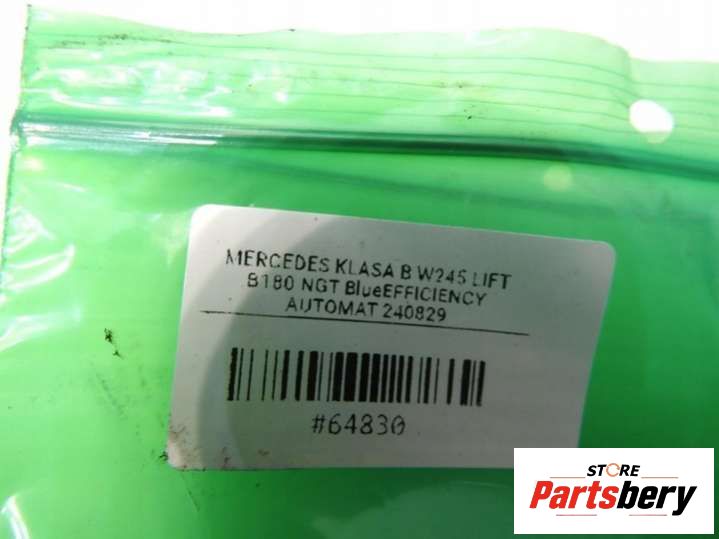 MERCEDES KLASA B W245 LIFT
B180 NGT BlueEFFICIENCY
AUTOMAT 240829
#64830
STORE
Partsbery